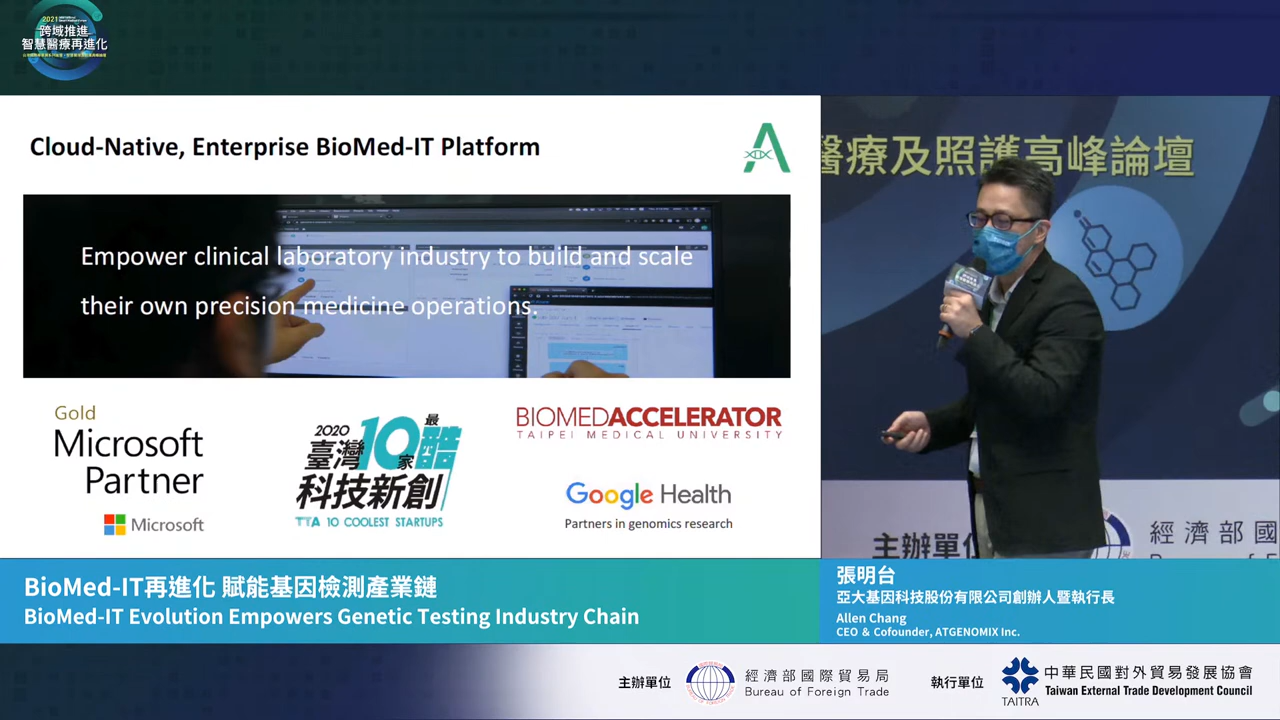 2021
跨域推進
智慧醫療再進化
Cloud-Native, Enterprise BioMed-IT Platform
Empower clinical laboratory industry to build and scale
their own precision medicine operations.
Gold
Microsoft
Partner
Microsoft
2020
臺灣10家最酷
科技新創
TTA 10 COOLEST STARTUPS
BIOMEDACCELERATOR
TAIPEI MEDICAL UNIVERSITY
Google Health
Partners in genomics research
醫療及照護高峰論壇
主辦單位
經濟部國
BioMed-IT再進化 賦能基因檢測產業鏈
BioMed-IT Evolution Empowers Genetic Testing Industry Chain
張明台
亞大基因科技股份有限公司創辦人暨執行長
Allen Chang
CEO & Cofounder, ATGENOMIX Inc.
主辦單位
經濟部國際貿易局
Bureau of Foreign Trade
執行單位
TAITRA
中華民國對外貿易發展協會
Taiwan External Trade Development Council